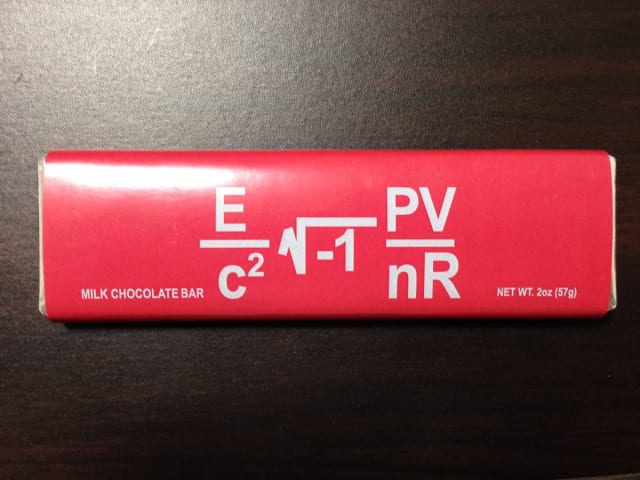 E/c² √-1 PV/nR
MILK CHOCOLATE BAR
NET WT. 2oz (57g)